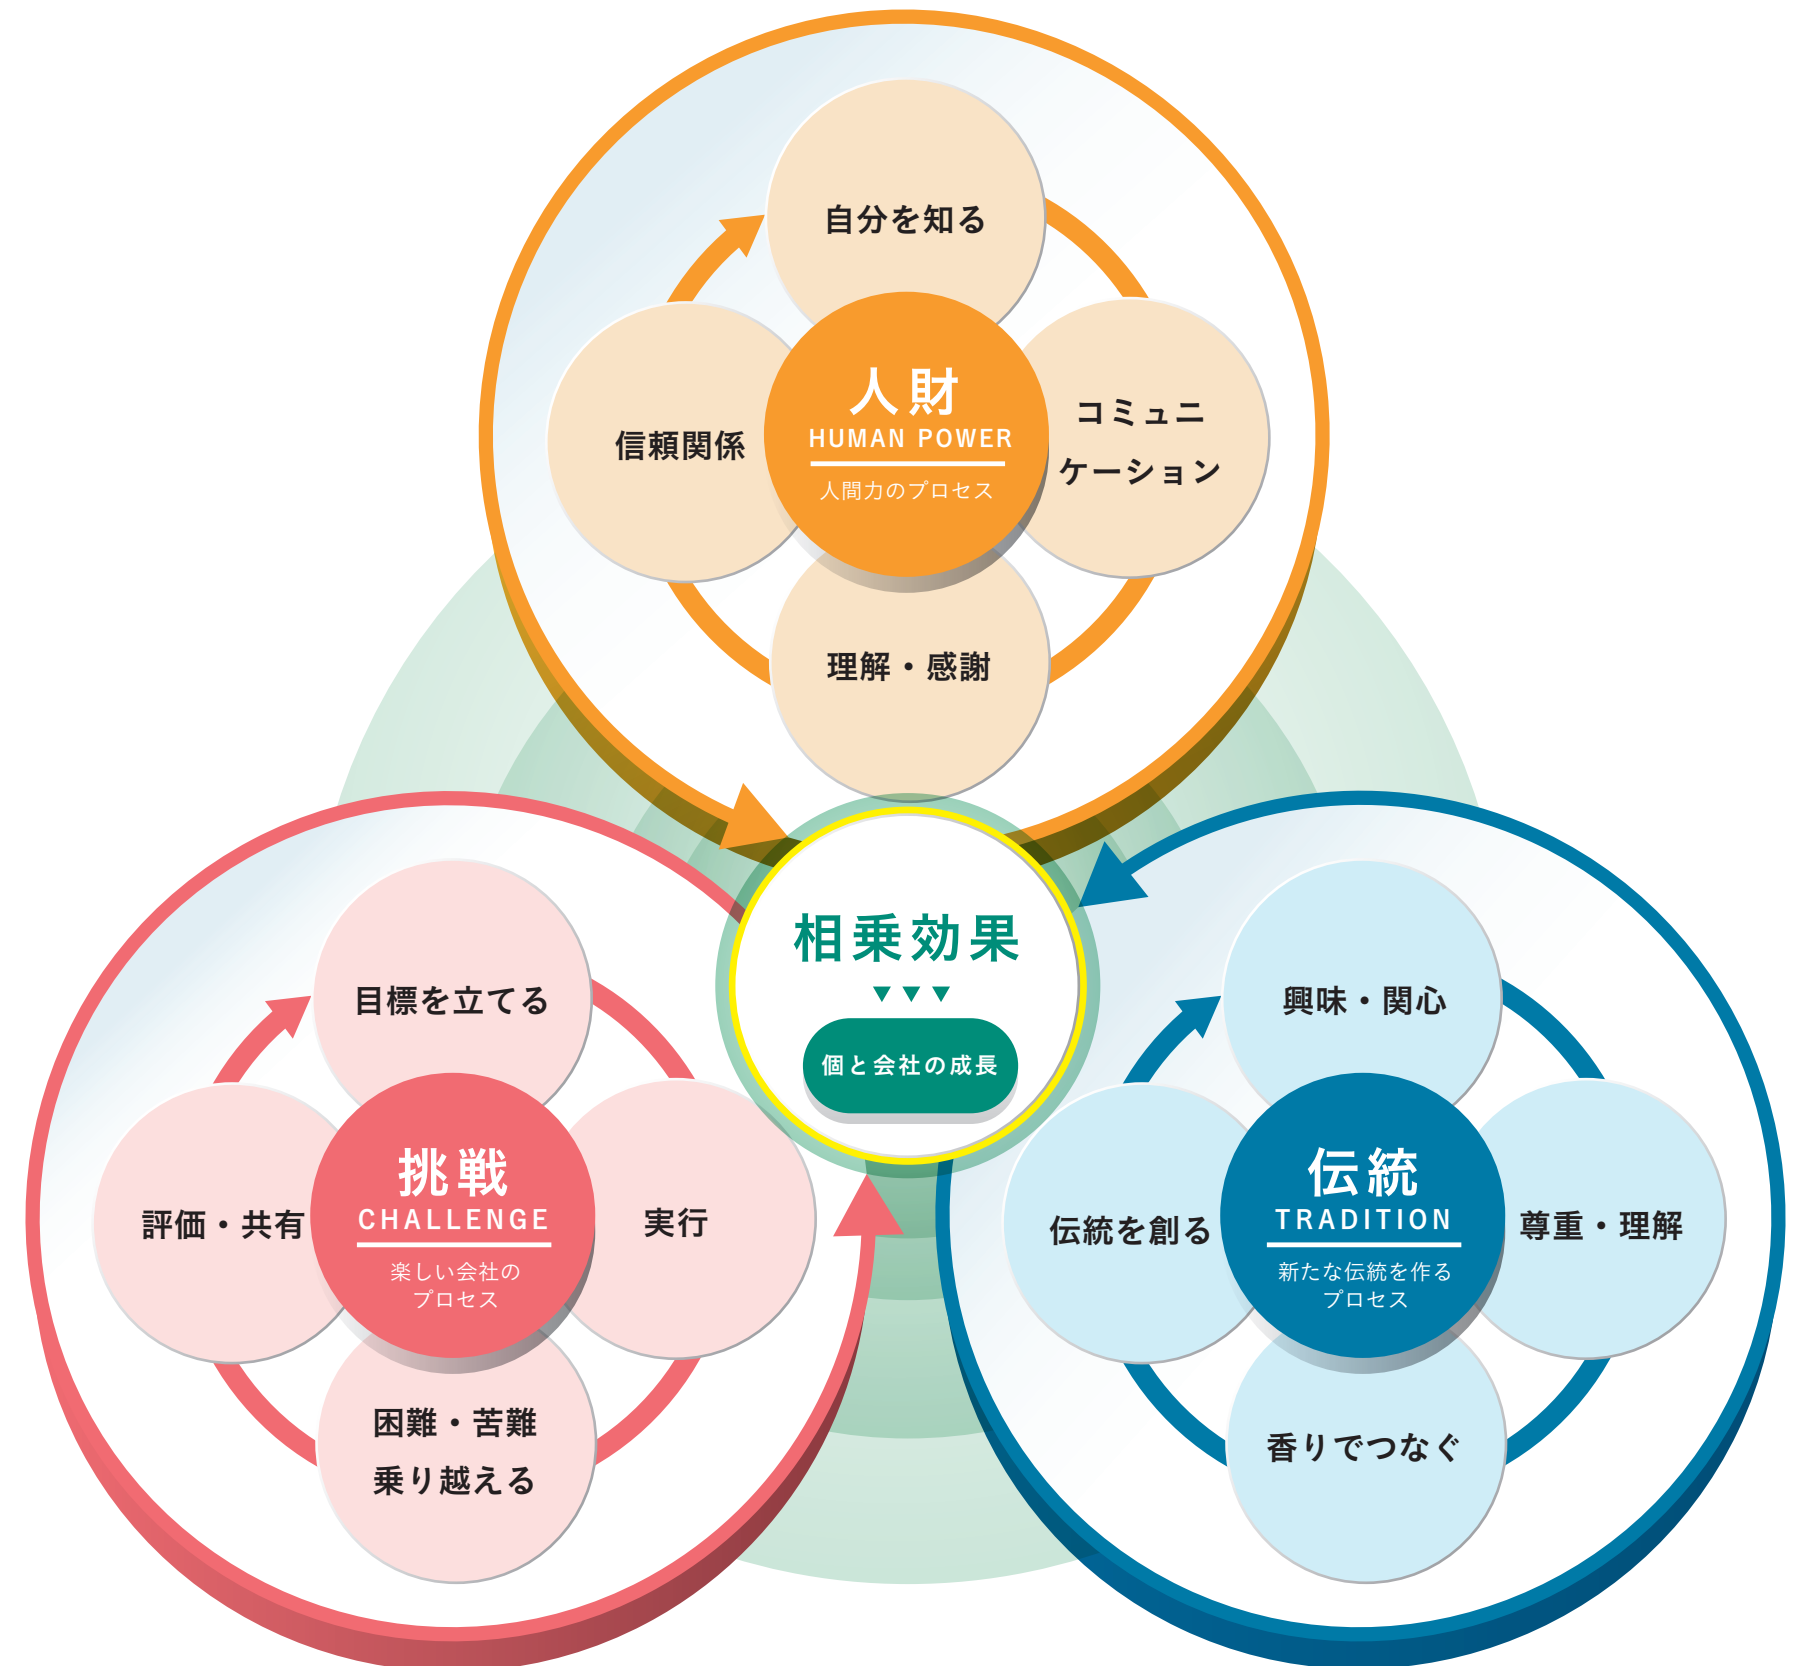 自分を知る
人財
HUMAN POWER
人間力のプロセス
コミュニ
ケーション
信頼関係
理解・感謝
相乗効果
▼▼▼
個と会社の成長
目標を立てる
挑戦
CHALLENGE
楽しい会社の
プロセス
実行
評価・共有
困難・苦難
乗り越える
興味・関心
伝統
TRADITION
新たな伝統を作る
プロセス
尊重・理解
伝統を創る
香りでつなぐ